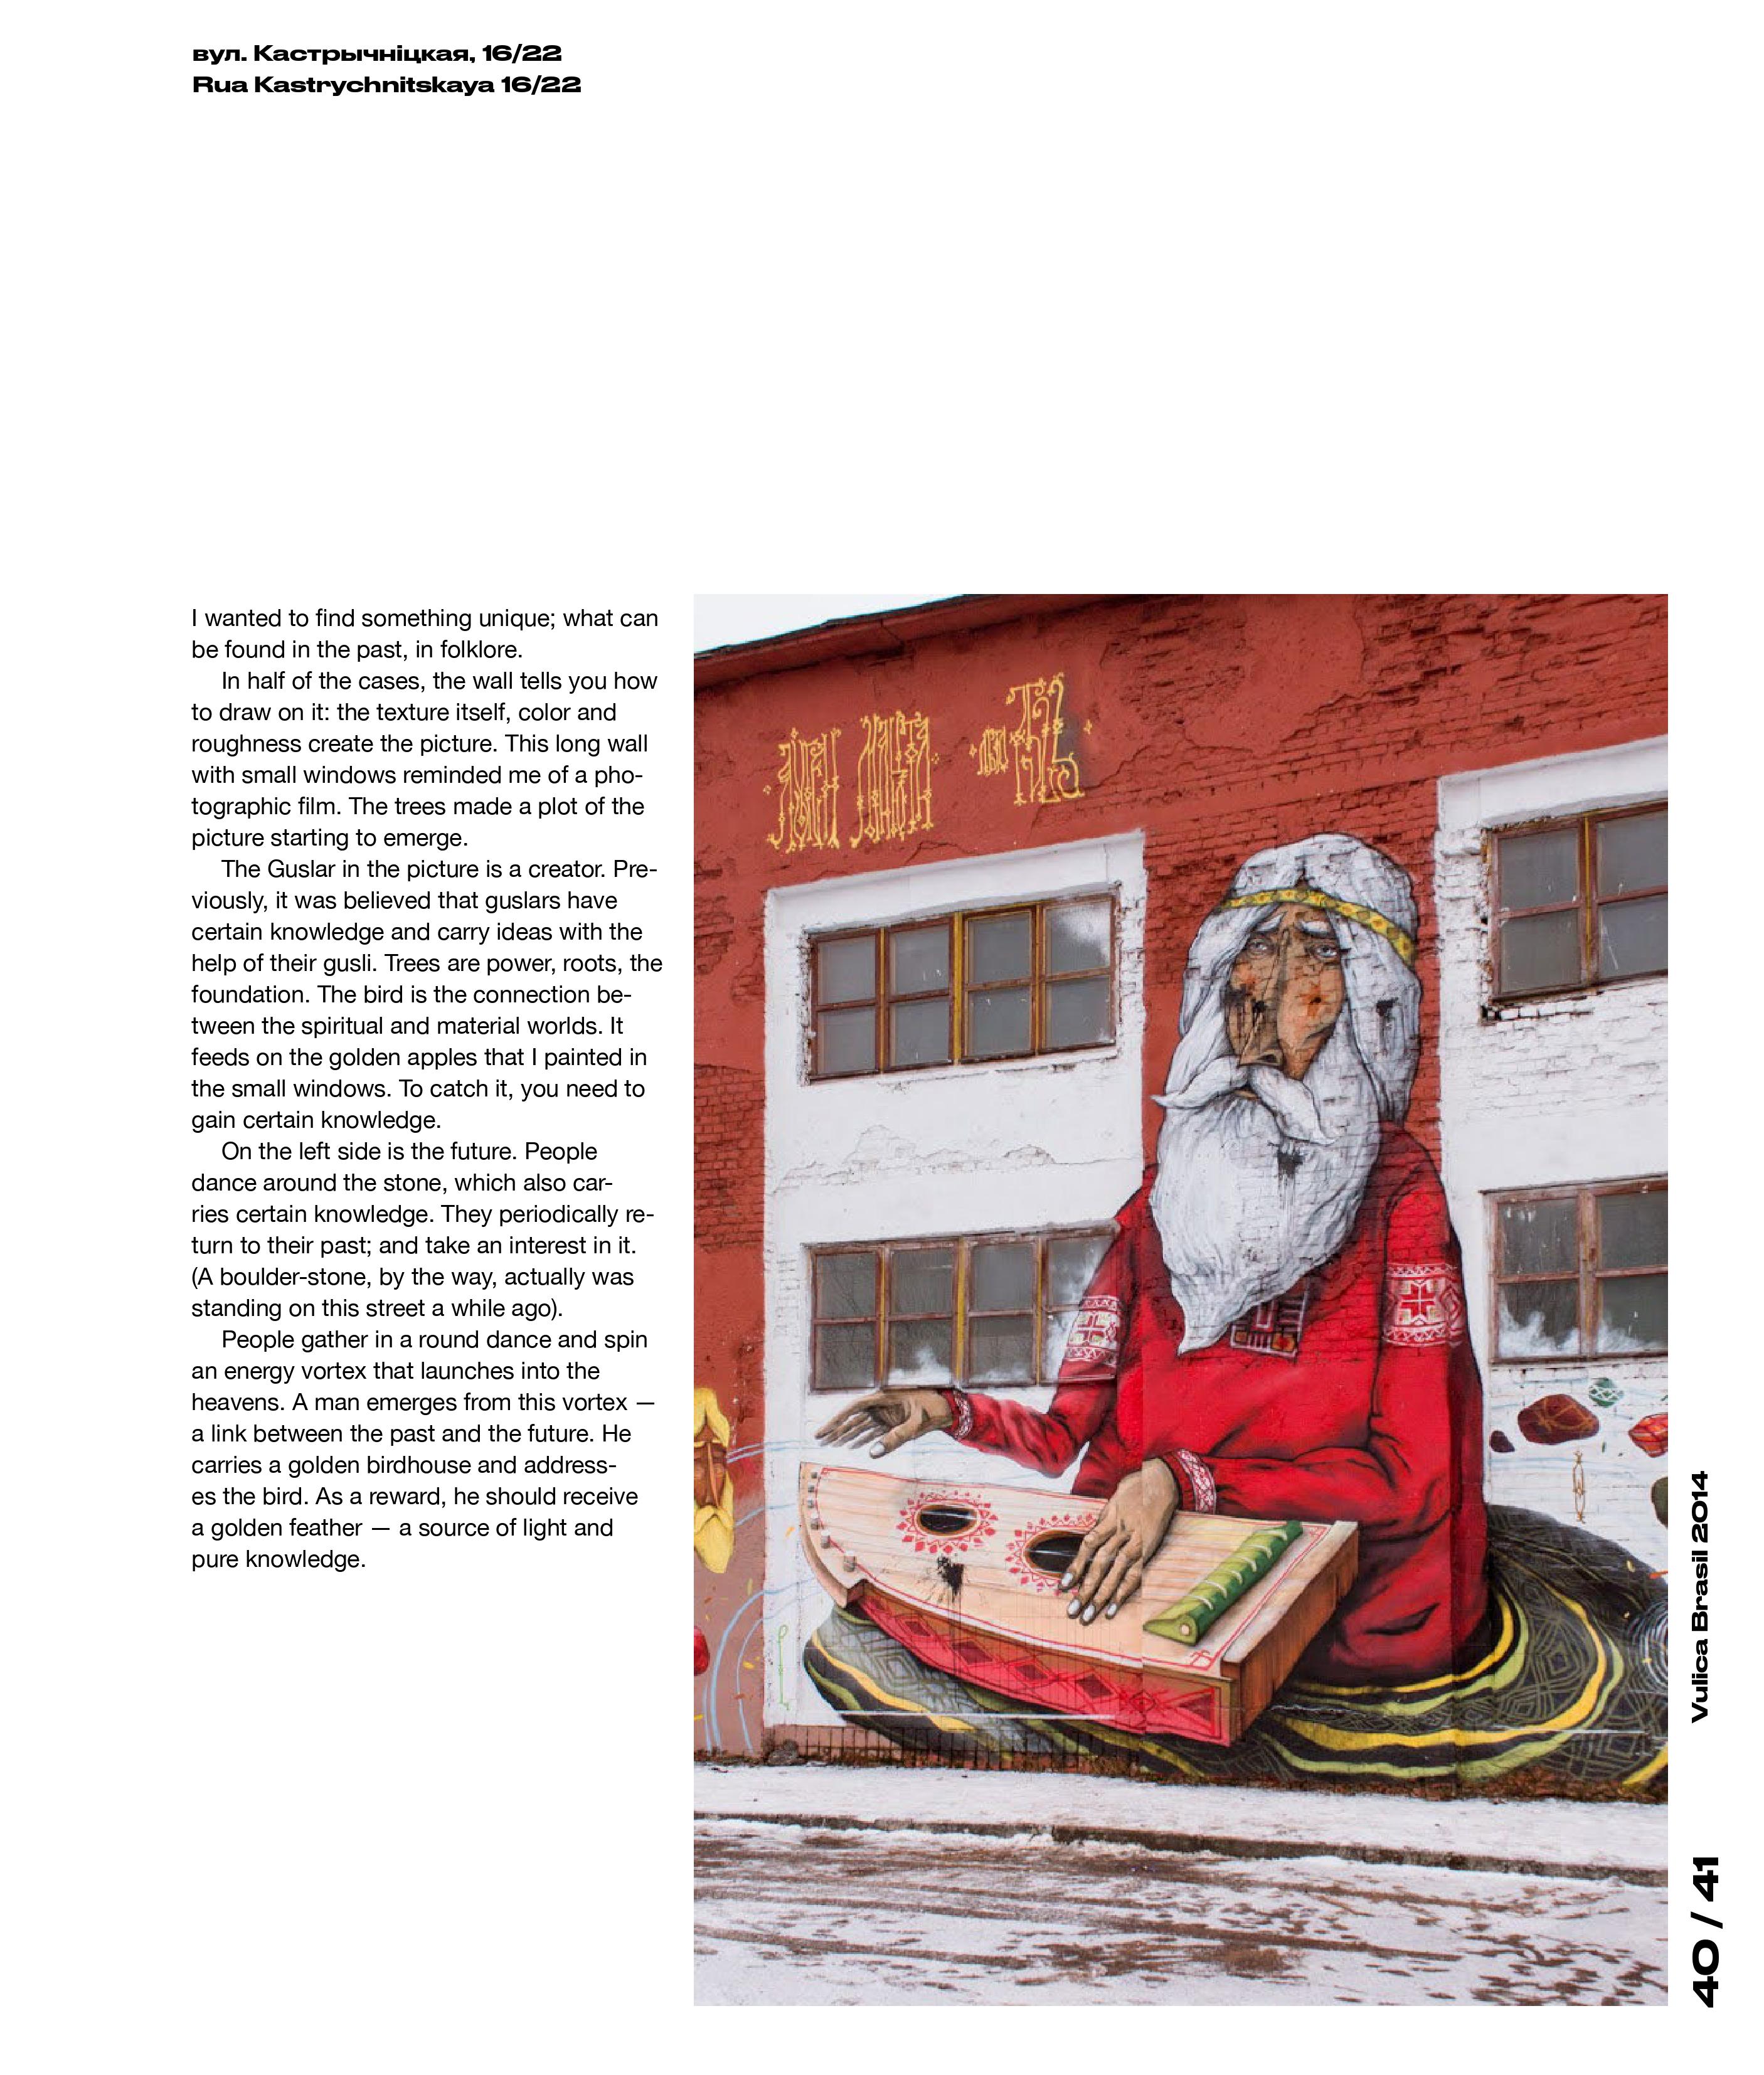 вул. Кастрычніцкая, 16/22
Rua Kastrychnitskaya 16/22
I wanted to find something unique; what can
be found in the past, in folklore.
In half of the cases, the wall tells you how
to draw on it: the texture itself, color and
roughness create the picture. This long wall
with small windows reminded me of a pho-
tographic film. The trees made a plot of the
picture starting to emerge.
The Guslar in the picture is a creator. Pre-
viously, it was believed that guslars have
certain knowledge and carry ideas with the
help of their gusli. Trees are power, roots, the
foundation. The bird is the connection be-
tween the spiritual and material worlds. It
feeds on the golden apples that I painted in
the small windows. To catch it, you need to
gain certain knowledge.
On the left side is the future. People
dance around the stone, which also car-
ries certain knowledge. They periodically re-
turn to their past; and take an interest in it.
(A boulder-stone, by the way, actually was
standing on this street a while ago).
People gather in a round dance and spin
an energy vortex that launches into the
heavens. A man emerges from this vortex —
a link between the past and the future. He
carries a golden birdhouse and address-
es the bird. As a reward, he should receive
a golden feather — a source of light and
pure knowledge.
Vulica Brasil 2014
40 / 41